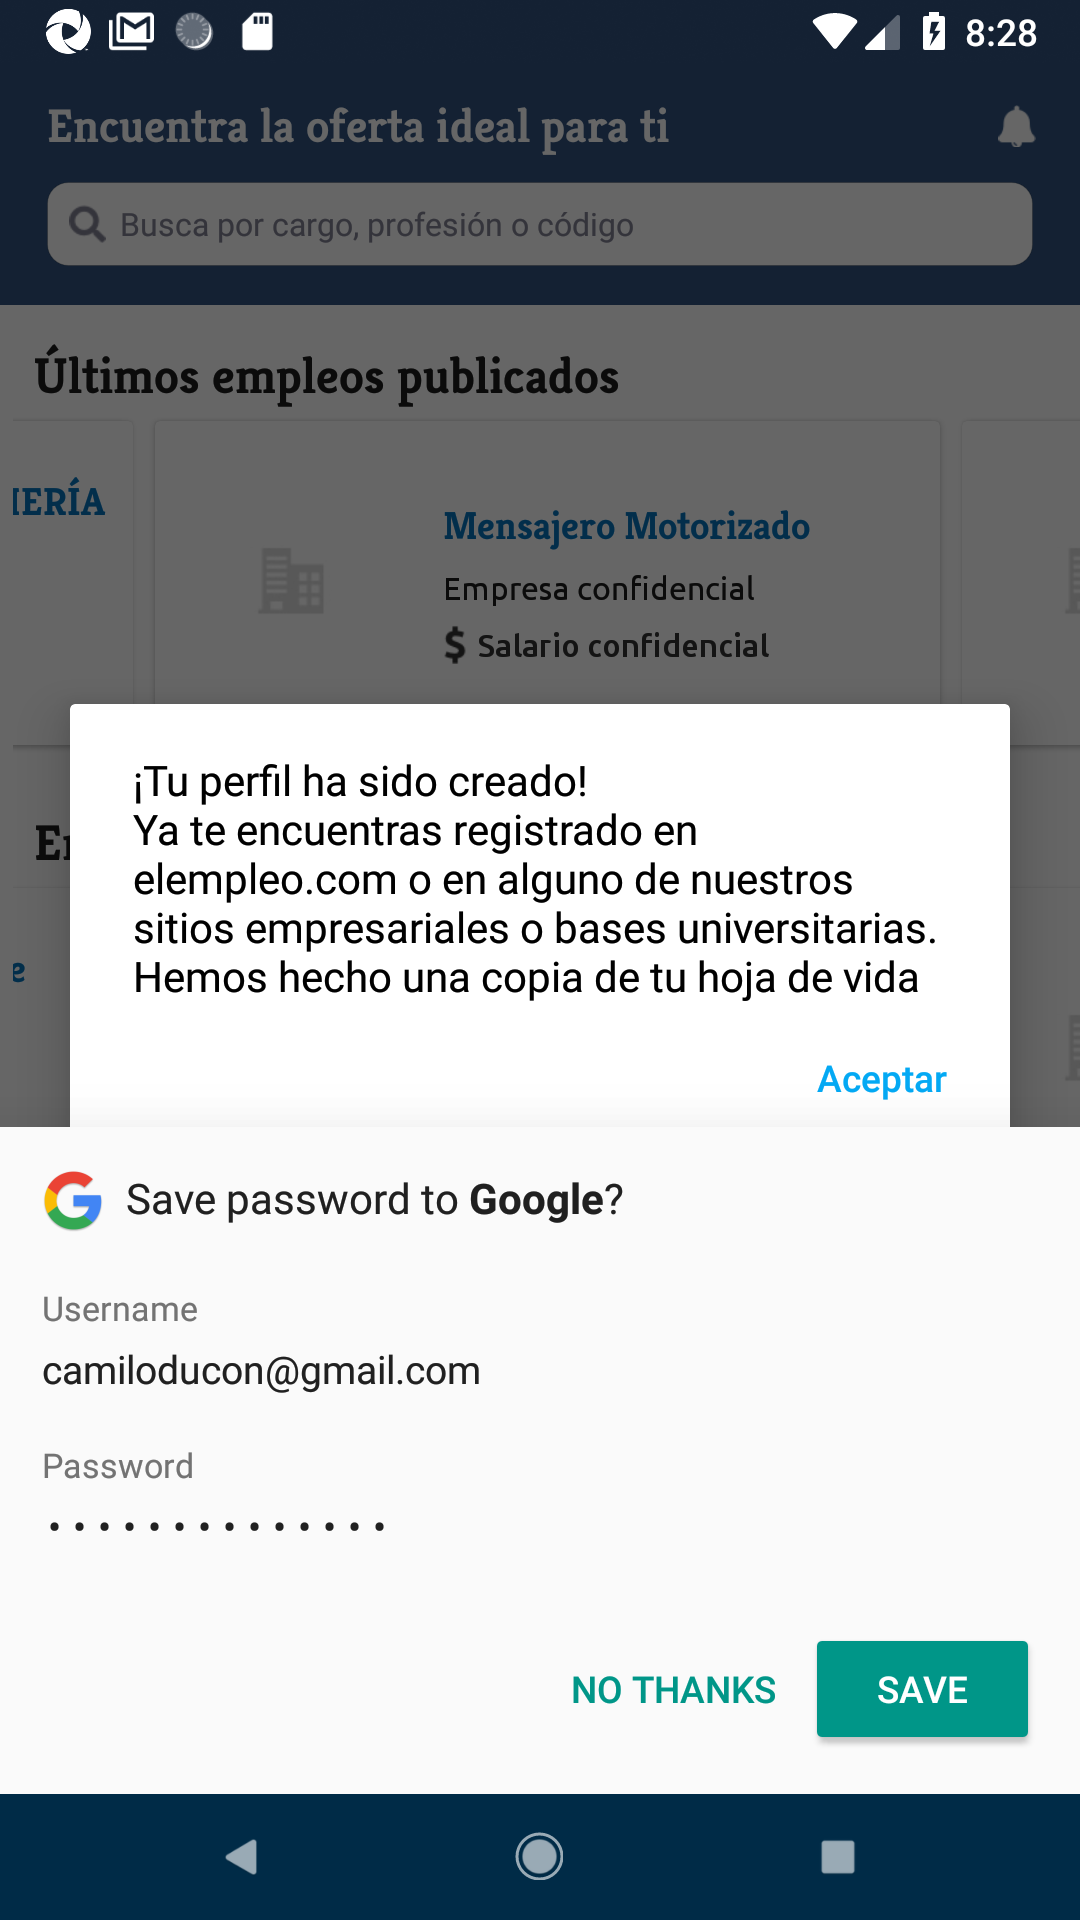 8:28
Encuentra la oferta ideal para ti
Busca por cargo, profesión o código
Últimos empleos publicados
Mensajero Motorizado
Empresa confidencial
$ Salario confidencial
¡Tu perfil ha sido creado!
Ya te encuentras registrado en
elempleo.com o en alguno de nuestros
sitios empresariales o bases universitarias.
Hemos hecho una copia de tu hoja de vida
Aceptar
Save password to Google?
Username
camiloducon@gmail.com
Password
••••••••••••••
NO THANKS
SAVE